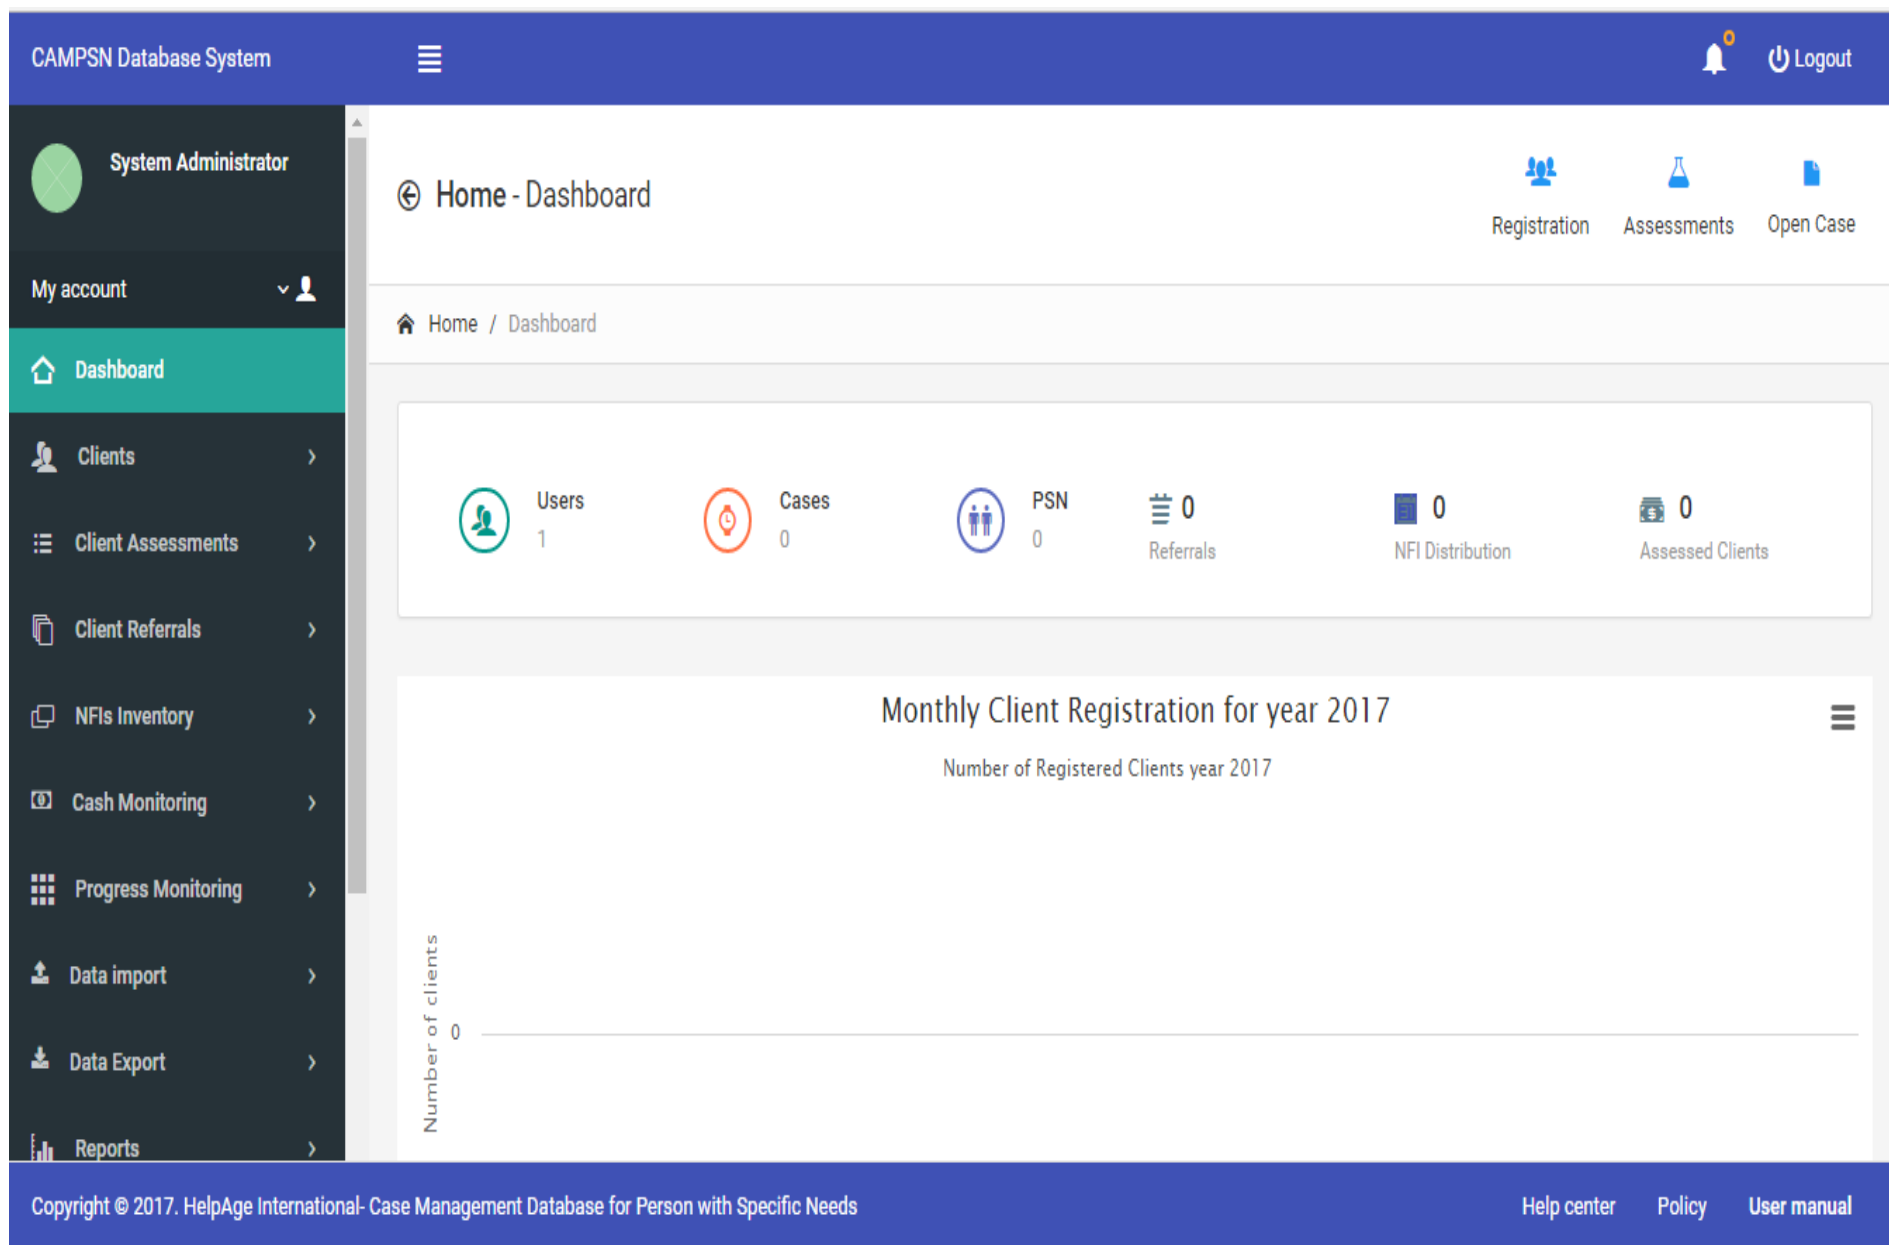 CAMPSN Database System
0
Logout
System Administrator
Home - Dashboard
Registration
Assessments
Open Case
My account
Home / Dashboard
Dashboard
Clients
Client Assessments
Client Referrals
NFIs Inventory
Cash Monitoring
Progress Monitoring
Data import
Data Export
Reports
Users
1
Cases
0
PSN
0
0
Referrals
0
NFI Distribution
0
Assessed Clients
Monthly Client Registration for year 2017
Number of Registered Clients year 2017
Number of clients
0
Copyright © 2017. HelpAge International- Case Management Database for Person with Specific Needs
Help center
Policy
User manual